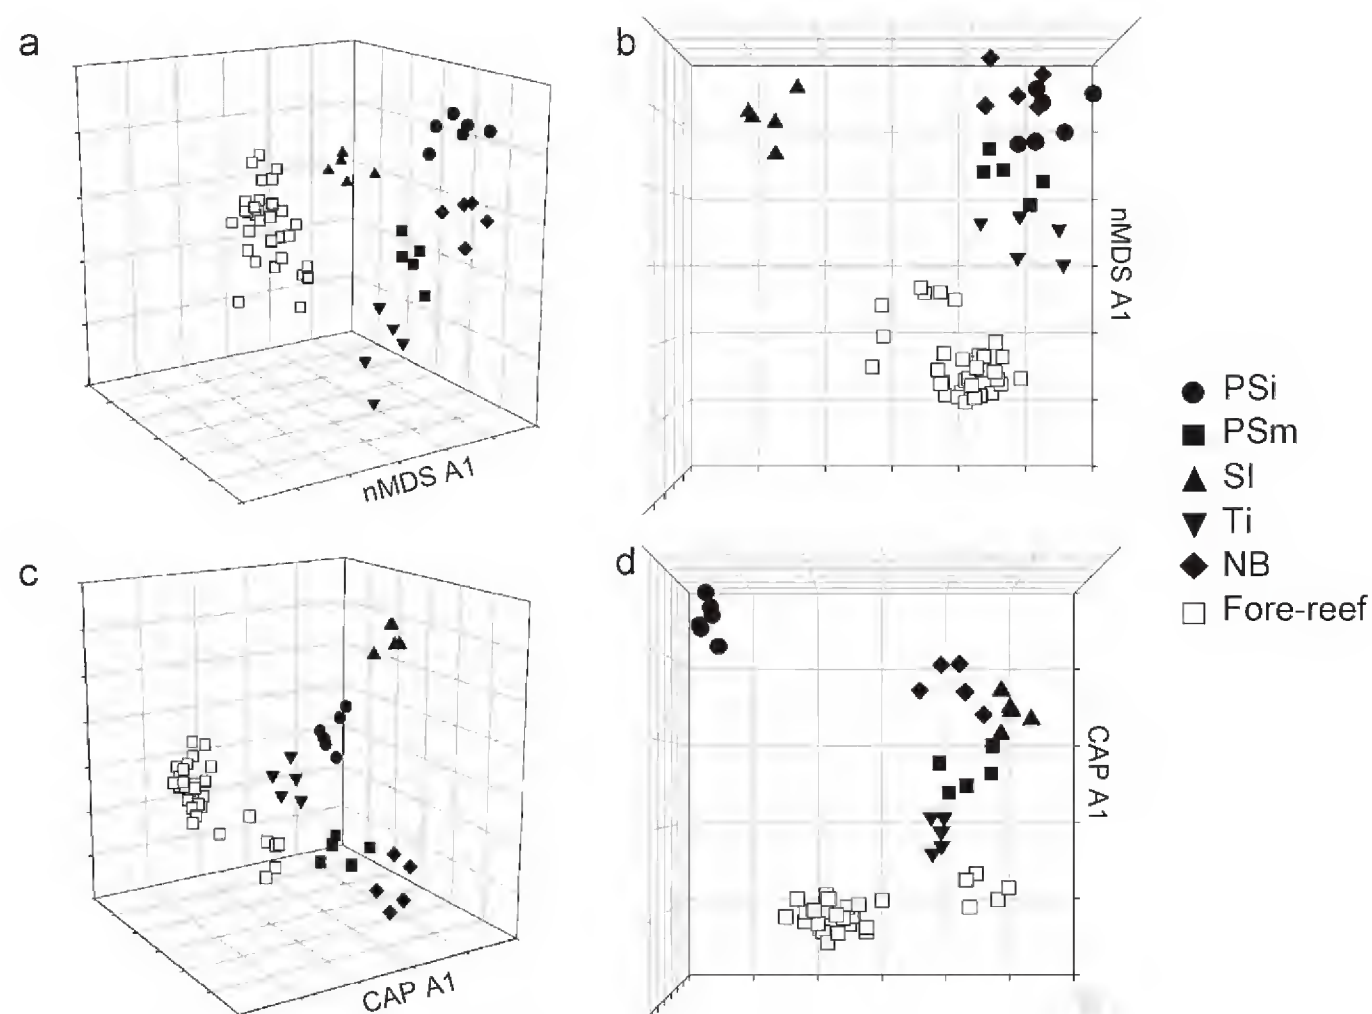 a
b
nMDS A1
nMDS A1
PSi
PSm
SI
Ti
NB
Fore-reef
c
d
CAP A1
CAP A1